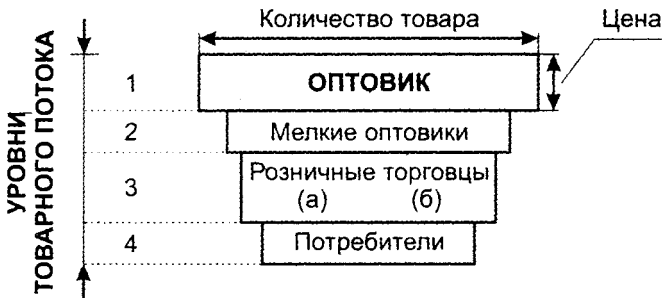 Количество товара
Цена
УРОВНИ
ТОВАРНОГО ПОТОКА
1
ОПТОВИК
2
Мелкие оптовики
3
Розничные торговцы
(а) (б)
4
Потребители